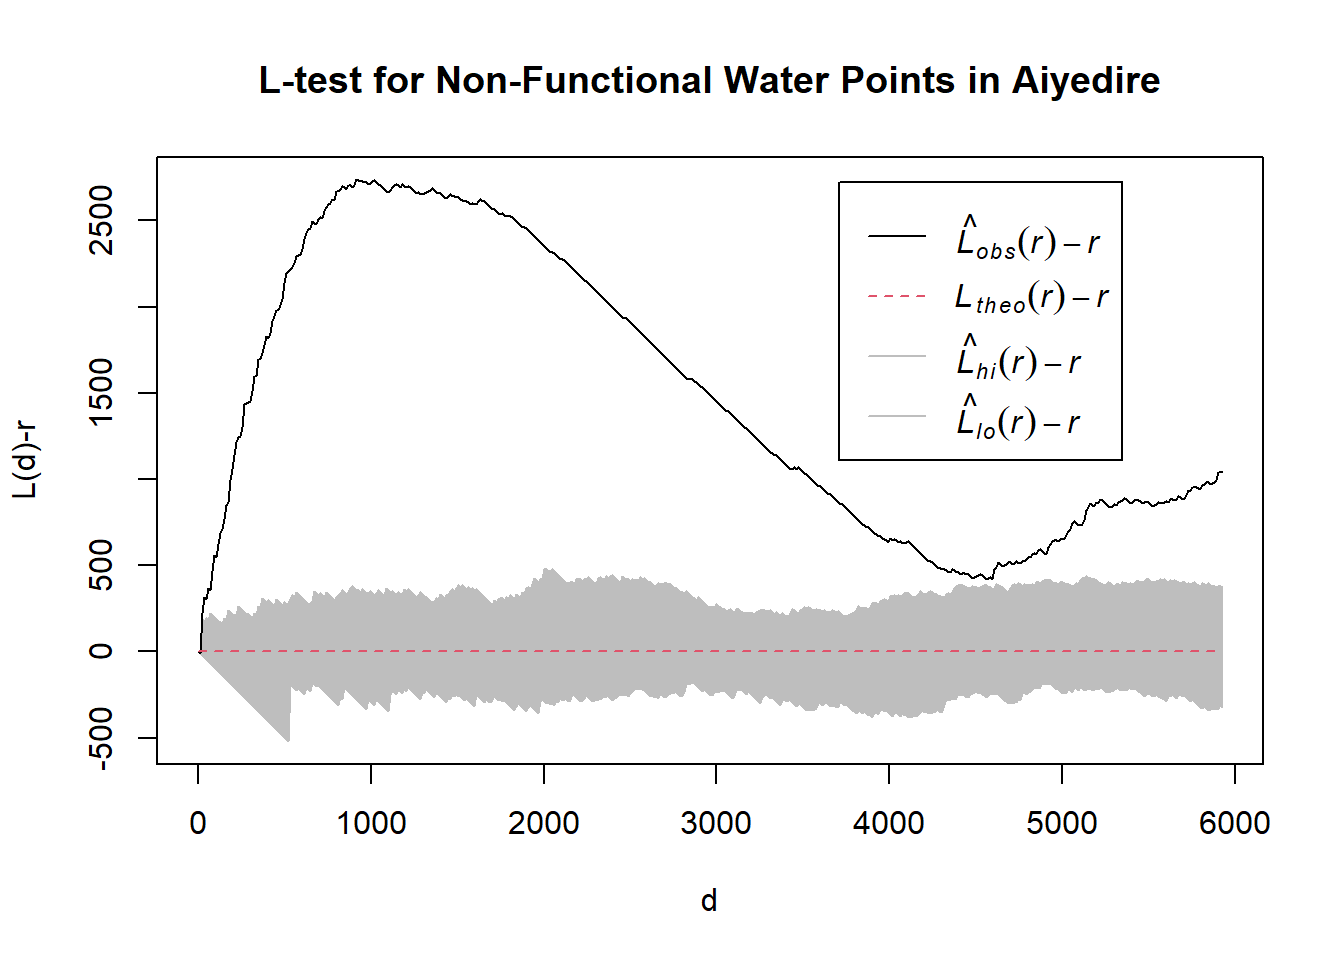 L-test for Non-Functional Water Points in Aiyedire
L(d)-r
2500
1500
500
0
-500
L̂obs(r) − r
Ltheo(r) − r
L̂hi(r) − r
L̂lo(r) − r
0 1000 2000 3000 4000 5000 6000
d